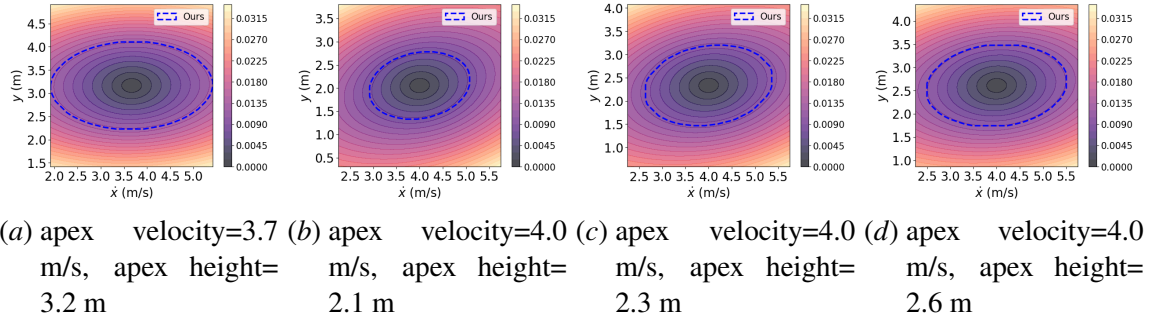 Ours
4.5
4.0
3.5
3.0
2.5
2.0
1.5
y (m)
2.0 2.5 3.0 3.5 4.0 4.5 5.0
ẋ (m/s)
0.0315
0.0270
0.0225
0.0180
0.0135
0.0090
0.0045
0.0000
Ours
3.5
3.0
2.5
2.0
1.5
1.0
0.5
y (m)
2.5 3.0 3.5 4.0 4.5 5.0 5.5
ẋ (m/s)
0.0315
0.0270
0.0225
0.0180
0.0135
0.0090
0.0045
0.0000
Ours
4.0
3.5
3.0
2.5
2.0
1.5
1.0
y (m)
2.5 3.0 3.5 4.0 4.5 5.0 5.5
ẋ (m/s)
0.0315
0.0270
0.0225
0.0180
0.0135
0.0090
0.0045
0.0000
Ours
4.0
3.5
3.0
2.5
2.0
1.5
1.0
y (m)
2.5 3.0 3.5 4.0 4.5 5.0 5.5
ẋ (m/s)
0.0315
0.0270
0.0225
0.0180
0.0135
0.0090
0.0045
0.0000
(a) apex velocity=3.7
m/s, apex height=
3.2 m
(b) apex velocity=4.0
m/s, apex height=
2.1 m
(c) apex velocity=4.0
m/s, apex height=
2.3 m
(d) apex velocity=4.0
m/s, apex height=
2.6 m